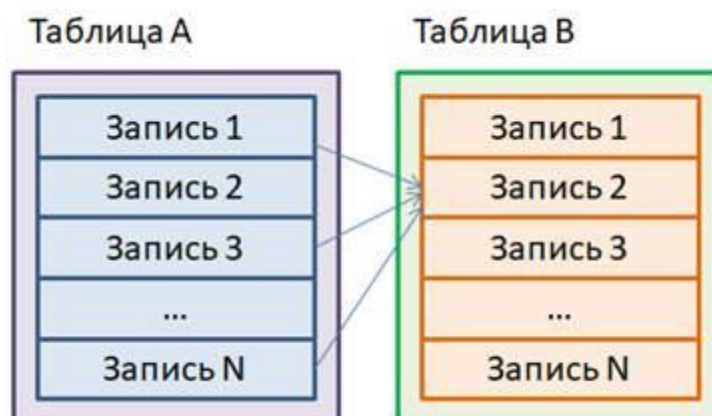 Таблица А
Запись 1
Запись 2
Запись 3
...
Запись N
Таблица В
Запись 1
Запись 2
Запись 3
...
Запись N